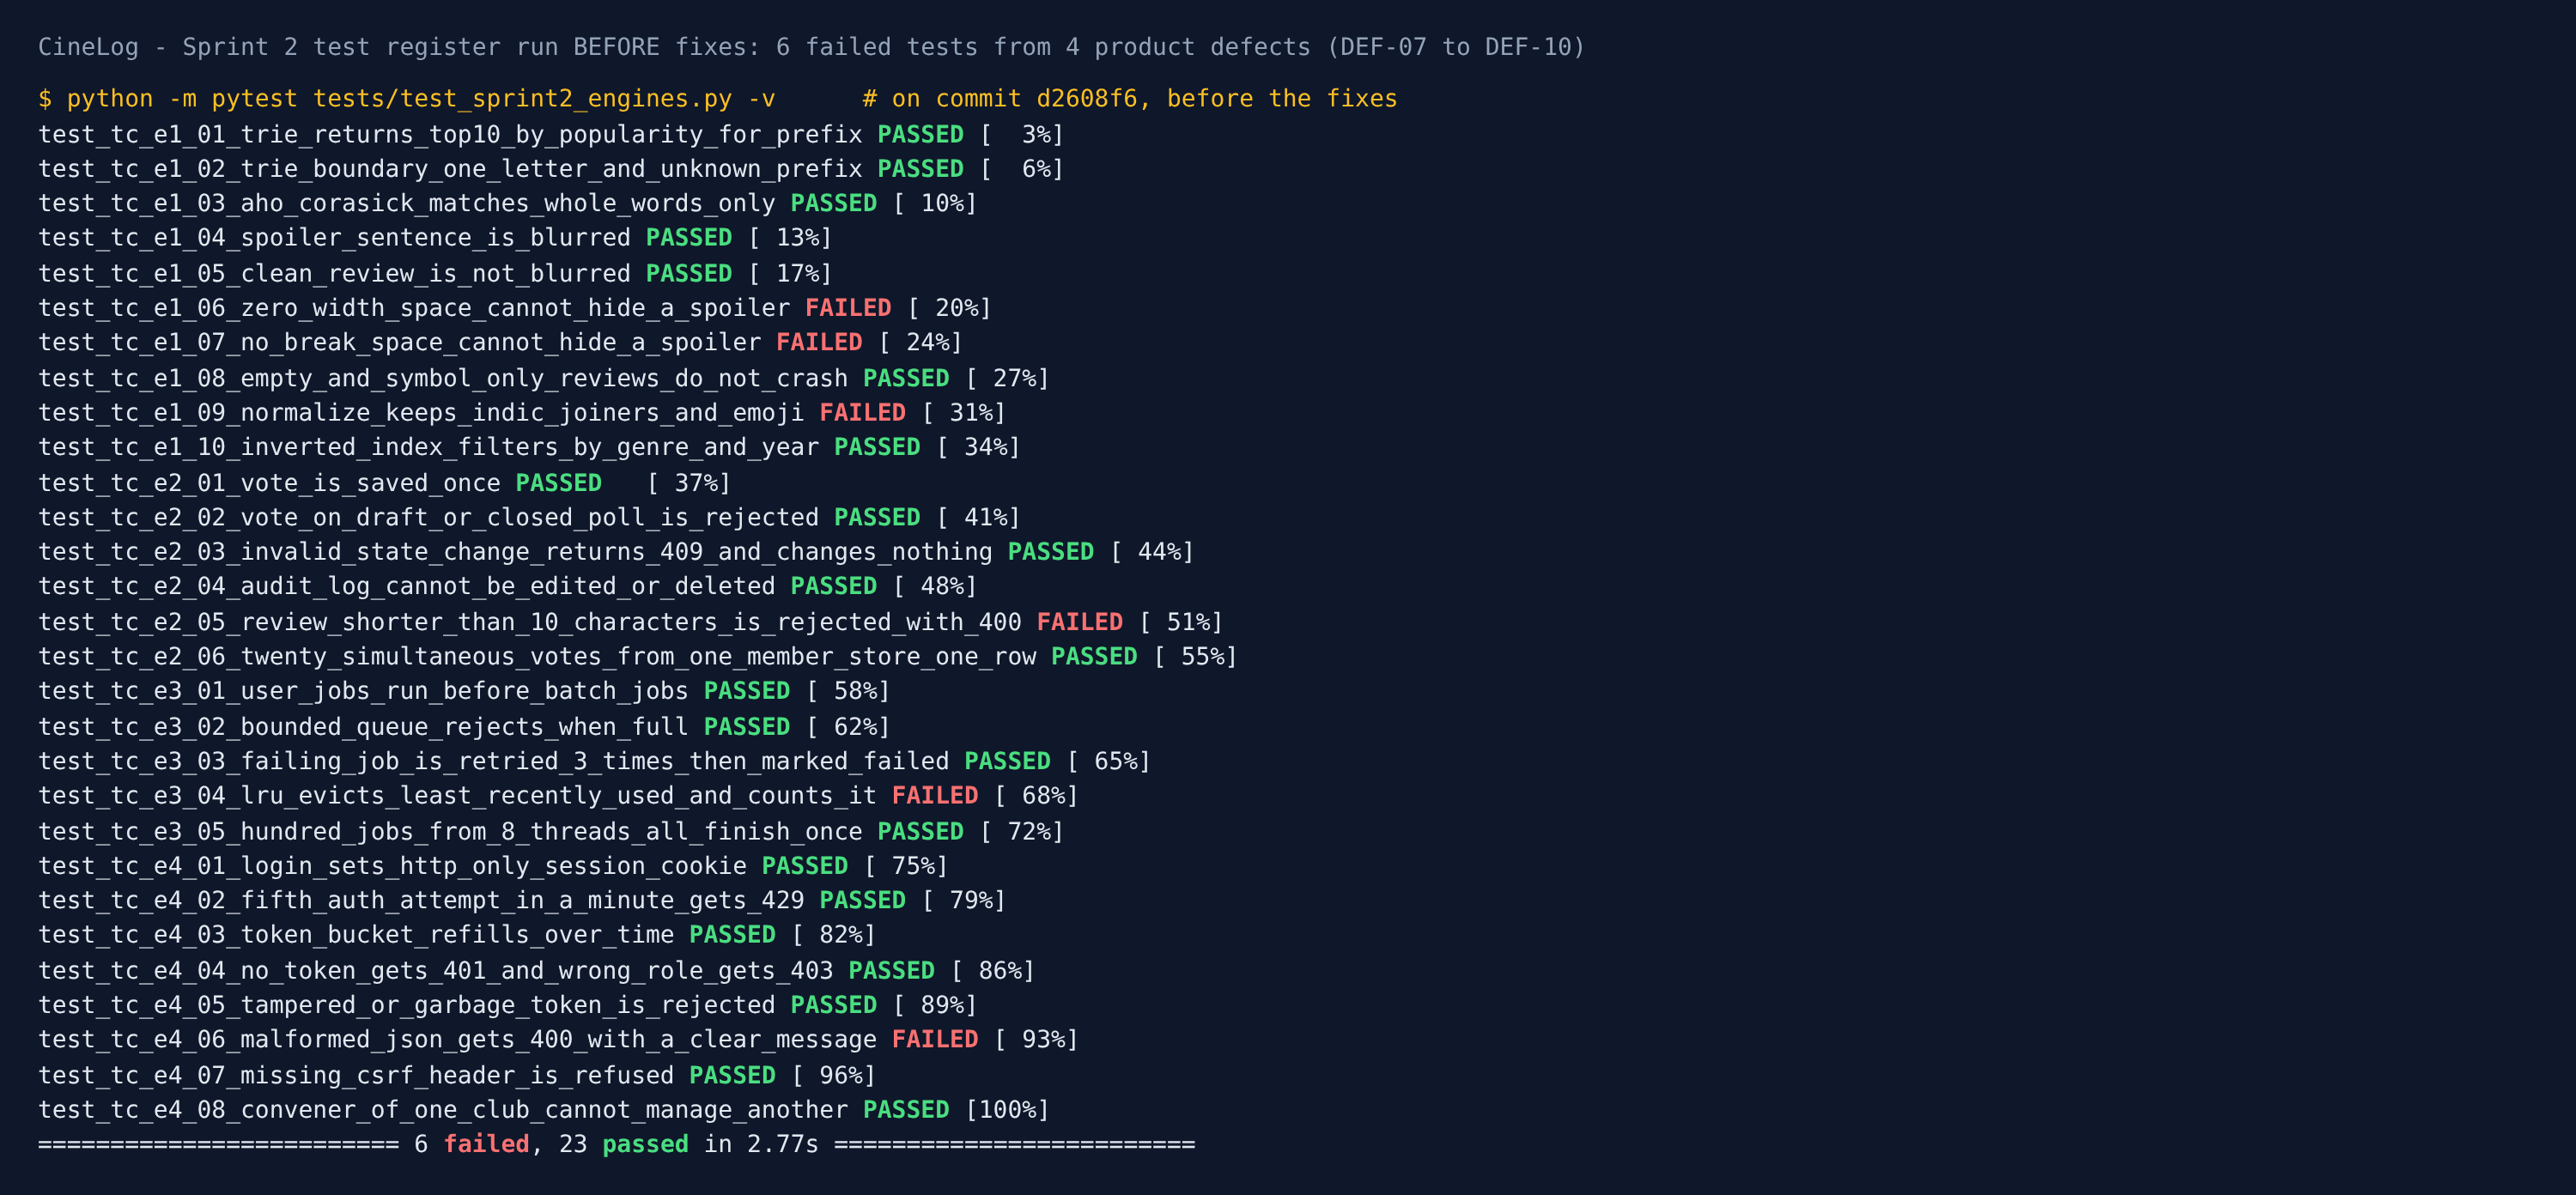 CineLog - Sprint 2 test register run BEFORE fixes: 6 failed tests from 4 product defects (DEF-07 to DEF-10)
$ python -m pytest tests/test_sprint2_engines.py -v      # on commit d2608f6, before the fixes
test_tc_e1_01_trie_returns_top10_by_popularity_for_prefix PASSED [  3%]
test_tc_e1_02_trie_boundary_one_letter_and_unknown_prefix PASSED [  6%]
test_tc_e1_03_aho_corasick_matches_whole_words_only PASSED [ 10%]
test_tc_e1_04_spoiler_sentence_is_blurred PASSED [ 13%]
test_tc_e1_05_clean_review_is_not_blurred PASSED [ 17%]
test_tc_e1_06_zero_width_space_cannot_hide_a_spoiler FAILED [ 20%]
test_tc_e1_07_no_break_space_cannot_hide_a_spoiler FAILED [ 24%]
test_tc_e1_08_empty_and_symbol_only_reviews_do_not_crash PASSED [ 27%]
test_tc_e1_09_normalize_keeps_indic_joiners_and_emoji FAILED [ 31%]
test_tc_e1_10_inverted_index_filters_by_genre_and_year PASSED [ 34%]
test_tc_e2_01_vote_is_saved_once PASSED   [ 37%]
test_tc_e2_02_vote_on_draft_or_closed_poll_is_rejected PASSED [ 41%]
test_tc_e2_03_invalid_state_change_returns_409_and_changes_nothing PASSED [ 44%]
test_tc_e2_04_audit_log_cannot_be_edited_or_deleted PASSED [ 48%]
test_tc_e2_05_review_shorter_than_10_characters_is_rejected_with_400 FAILED [ 51%]
test_tc_e2_06_twenty_simultaneous_votes_from_one_member_store_one_row PASSED [ 55%]
test_tc_e3_01_user_jobs_run_before_batch_jobs PASSED [ 58%]
test_tc_e3_02_bounded_queue_rejects_when_full PASSED [ 62%]
test_tc_e3_03_failing_job_is_retried_3_times_then_marked_failed PASSED [ 65%]
test_tc_e3_04_lru_evicts_least_recently_used_and_counts_it FAILED [ 68%]
test_tc_e3_05_hundred_jobs_from_8_threads_all_finish_once PASSED [ 72%]
test_tc_e4_01_login_sets_http_only_session_cookie PASSED [ 75%]
test_tc_e4_02_fifth_auth_attempt_in_a_minute_gets_429 PASSED [ 79%]
test_tc_e4_03_token_bucket_refills_over_time PASSED [ 82%]
test_tc_e4_04_no_token_gets_401_and_wrong_role_gets_403 PASSED [ 86%]
test_tc_e4_05_tampered_or_garbage_token_is_rejected PASSED [ 89%]
test_tc_e4_06_malformed_json_gets_400_with_a_clear_message FAILED [ 93%]
test_tc_e4_07_missing_csrf_header_is_refused PASSED [ 96%]
test_tc_e4_08_convener_of_one_club_cannot_manage_another PASSED [100%]
========================= 6 failed, 23 passed in 2.77s =========================